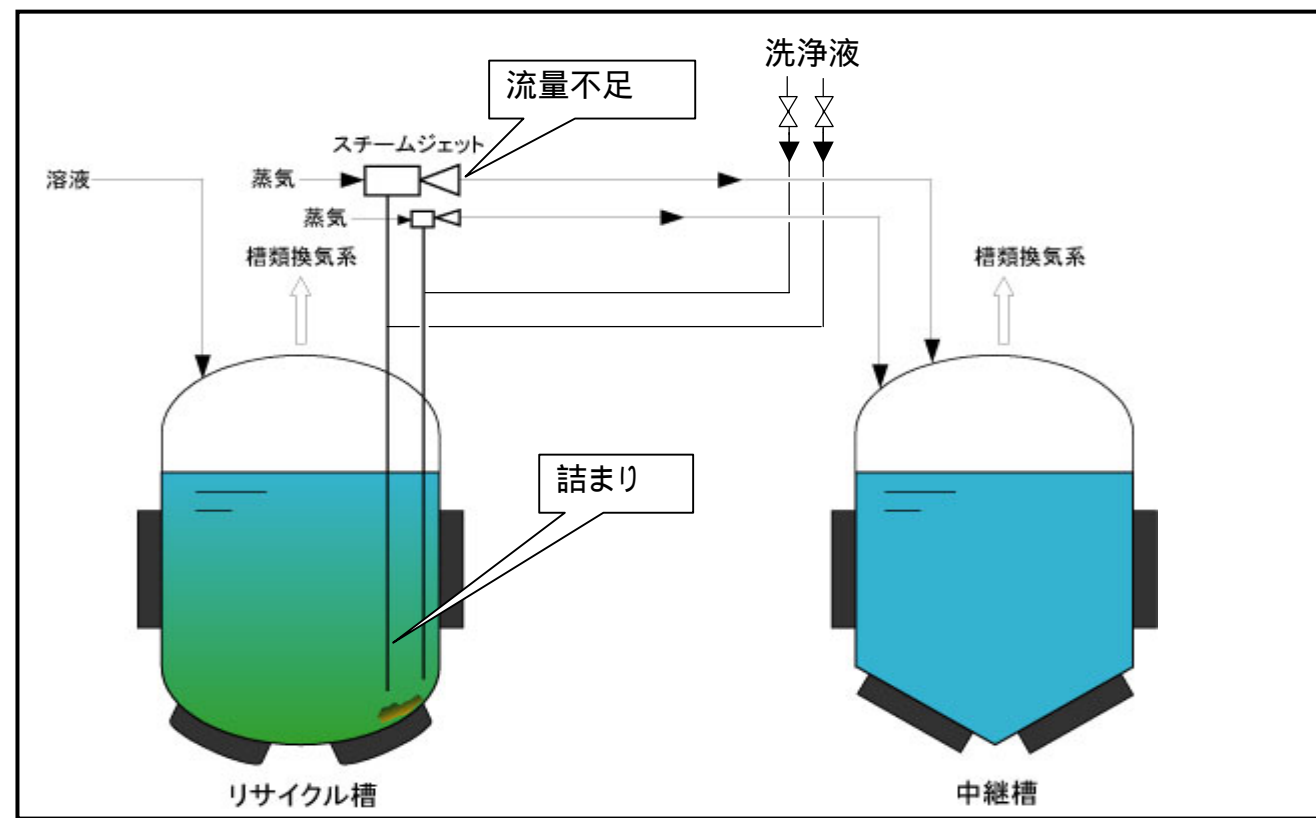 洗浄液
流量不足
スチームジェット
溶液
蒸気
蒸気
槽類換気系
槽類換気系
詰まり
リサイクル槽
中継槽